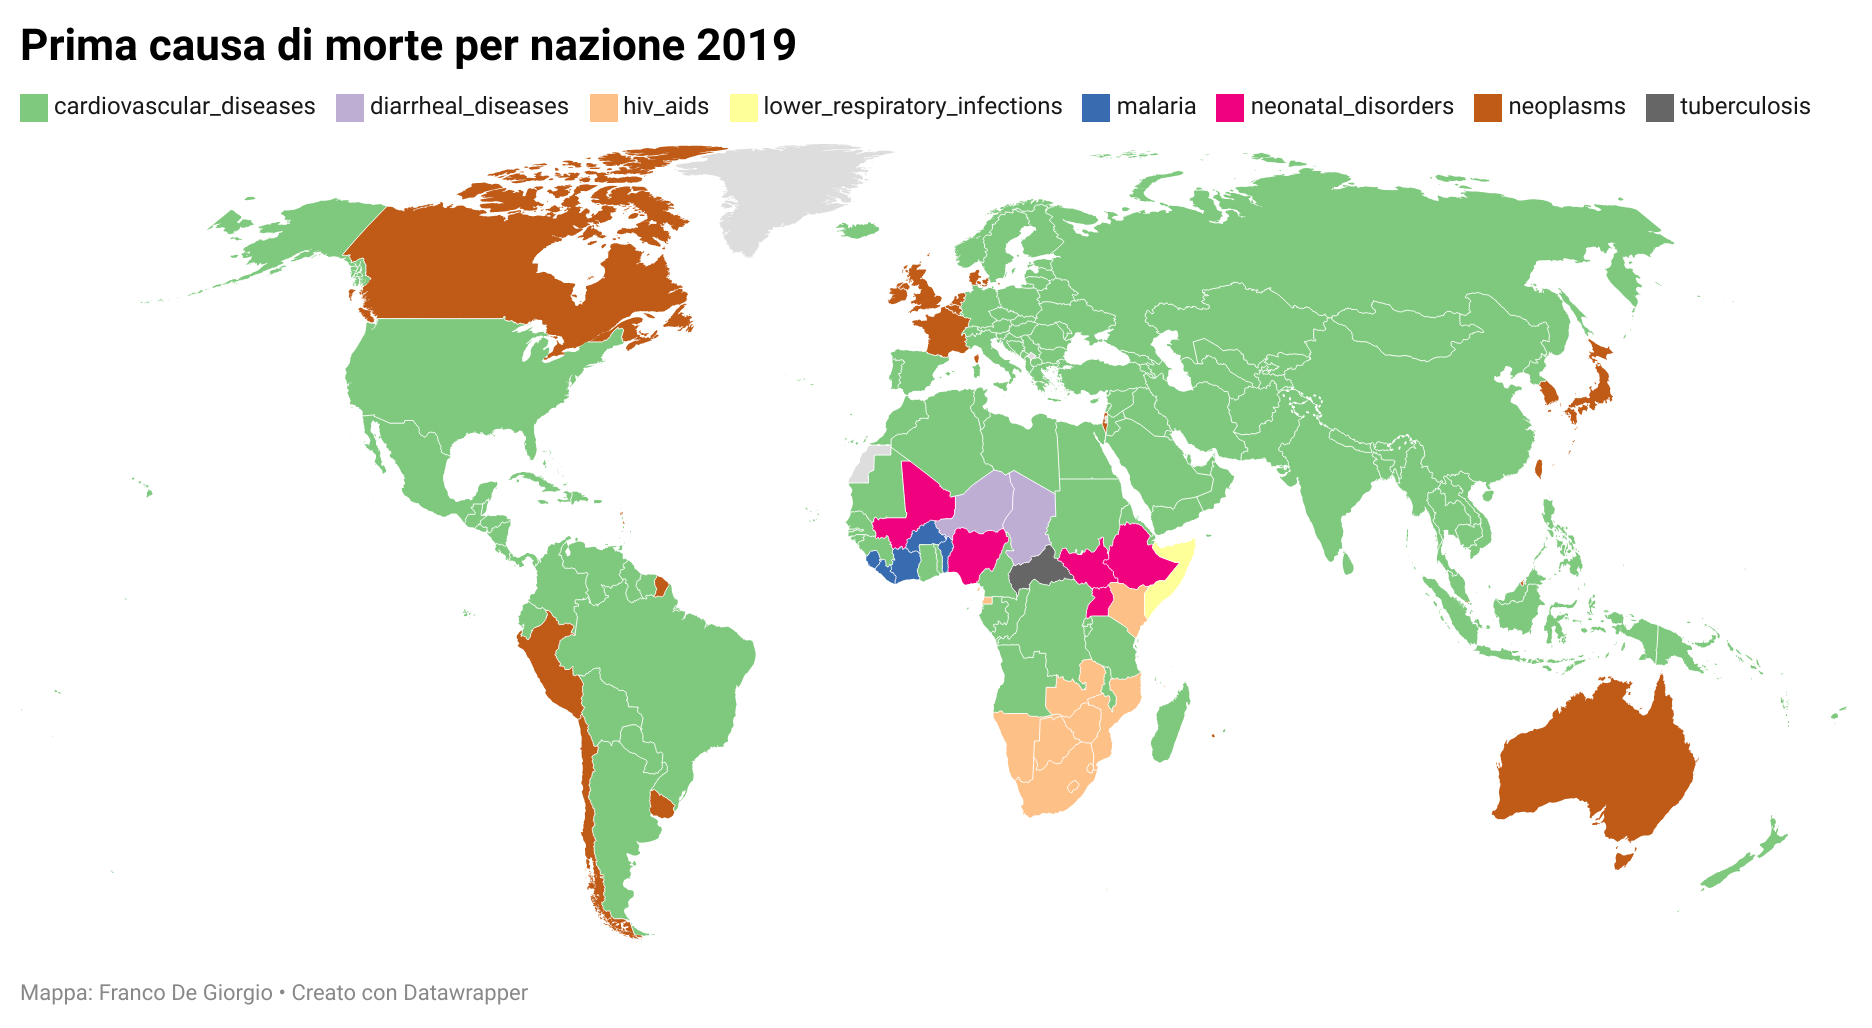 Prima causa di morte per nazione 2019
cardiovascular_diseases diarrheal_diseases hiv_aids lower_respiratory_infections malaria neonatal_disorders neoplasms tuberculosis
Mappa: Franco De Giorgio • Creato con Datawrapper